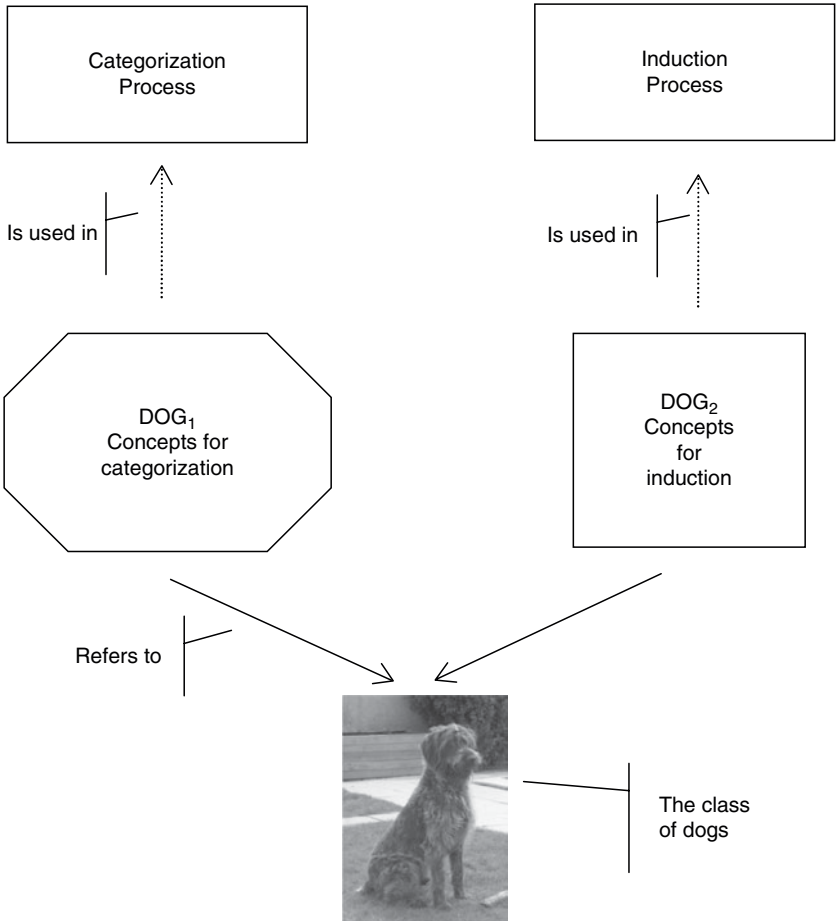 Categorization
Process
Induction
Process
Is used in
Is used in
DOG₁
Concepts for
categorization
DOG₂
Concepts
for
induction
Refers to
The class
of dogs